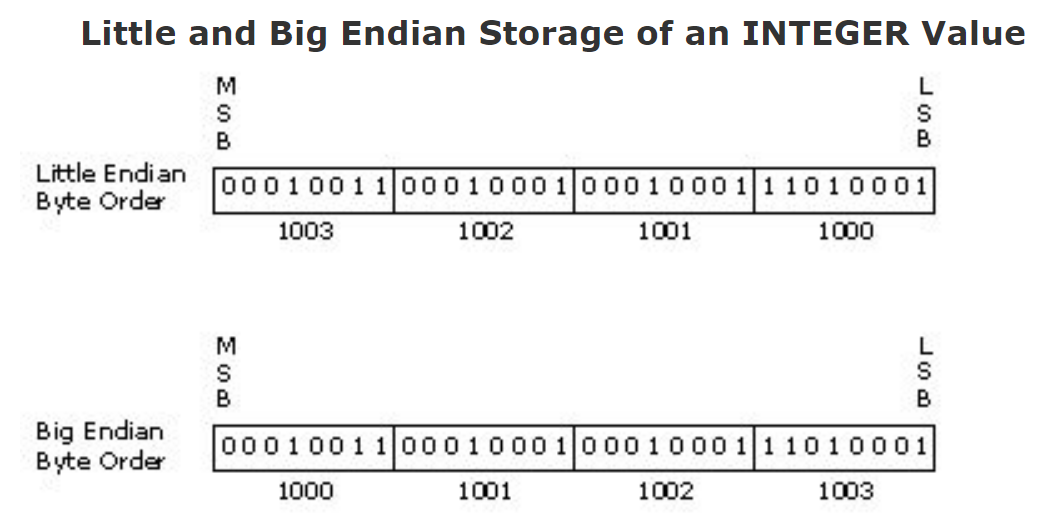 Little and Big Endian Storage of an INTEGER Value
M
S
B
L
S
B
Little Endian
Byte Order
00010011 00010001 00010001 11010001
1003 1002 1001 1000
M
S
B
L
S
B
Big Endian
Byte Order
00010011 00010001 00010001 11010001
1000 1001 1002 1003